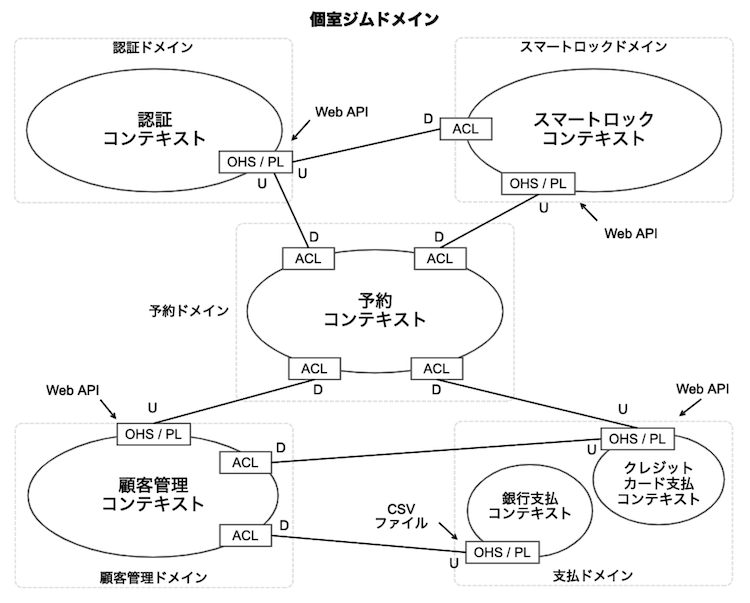 個室ジムドメイン
認証ドメイン
スマートロックドメイン
認証
コンテキスト
Web API
D
ACL
スマートロック
コンテキスト
OHS / PL
U
U
OHS / PL
U
Web API
D
D
ACL
ACL
予約ドメイン
予約
コンテキスト
ACL
ACL
D
D
Web API
U
U
Web API
OHS / PL
OHS / PL
D
U
ACL
顧客管理
コンテキスト
クレジット
カード支払
コンテキスト
銀行支払
コンテキスト
CSV
ファイル
D
ACL
OHS / PL
U
顧客管理ドメイン
支払ドメイン